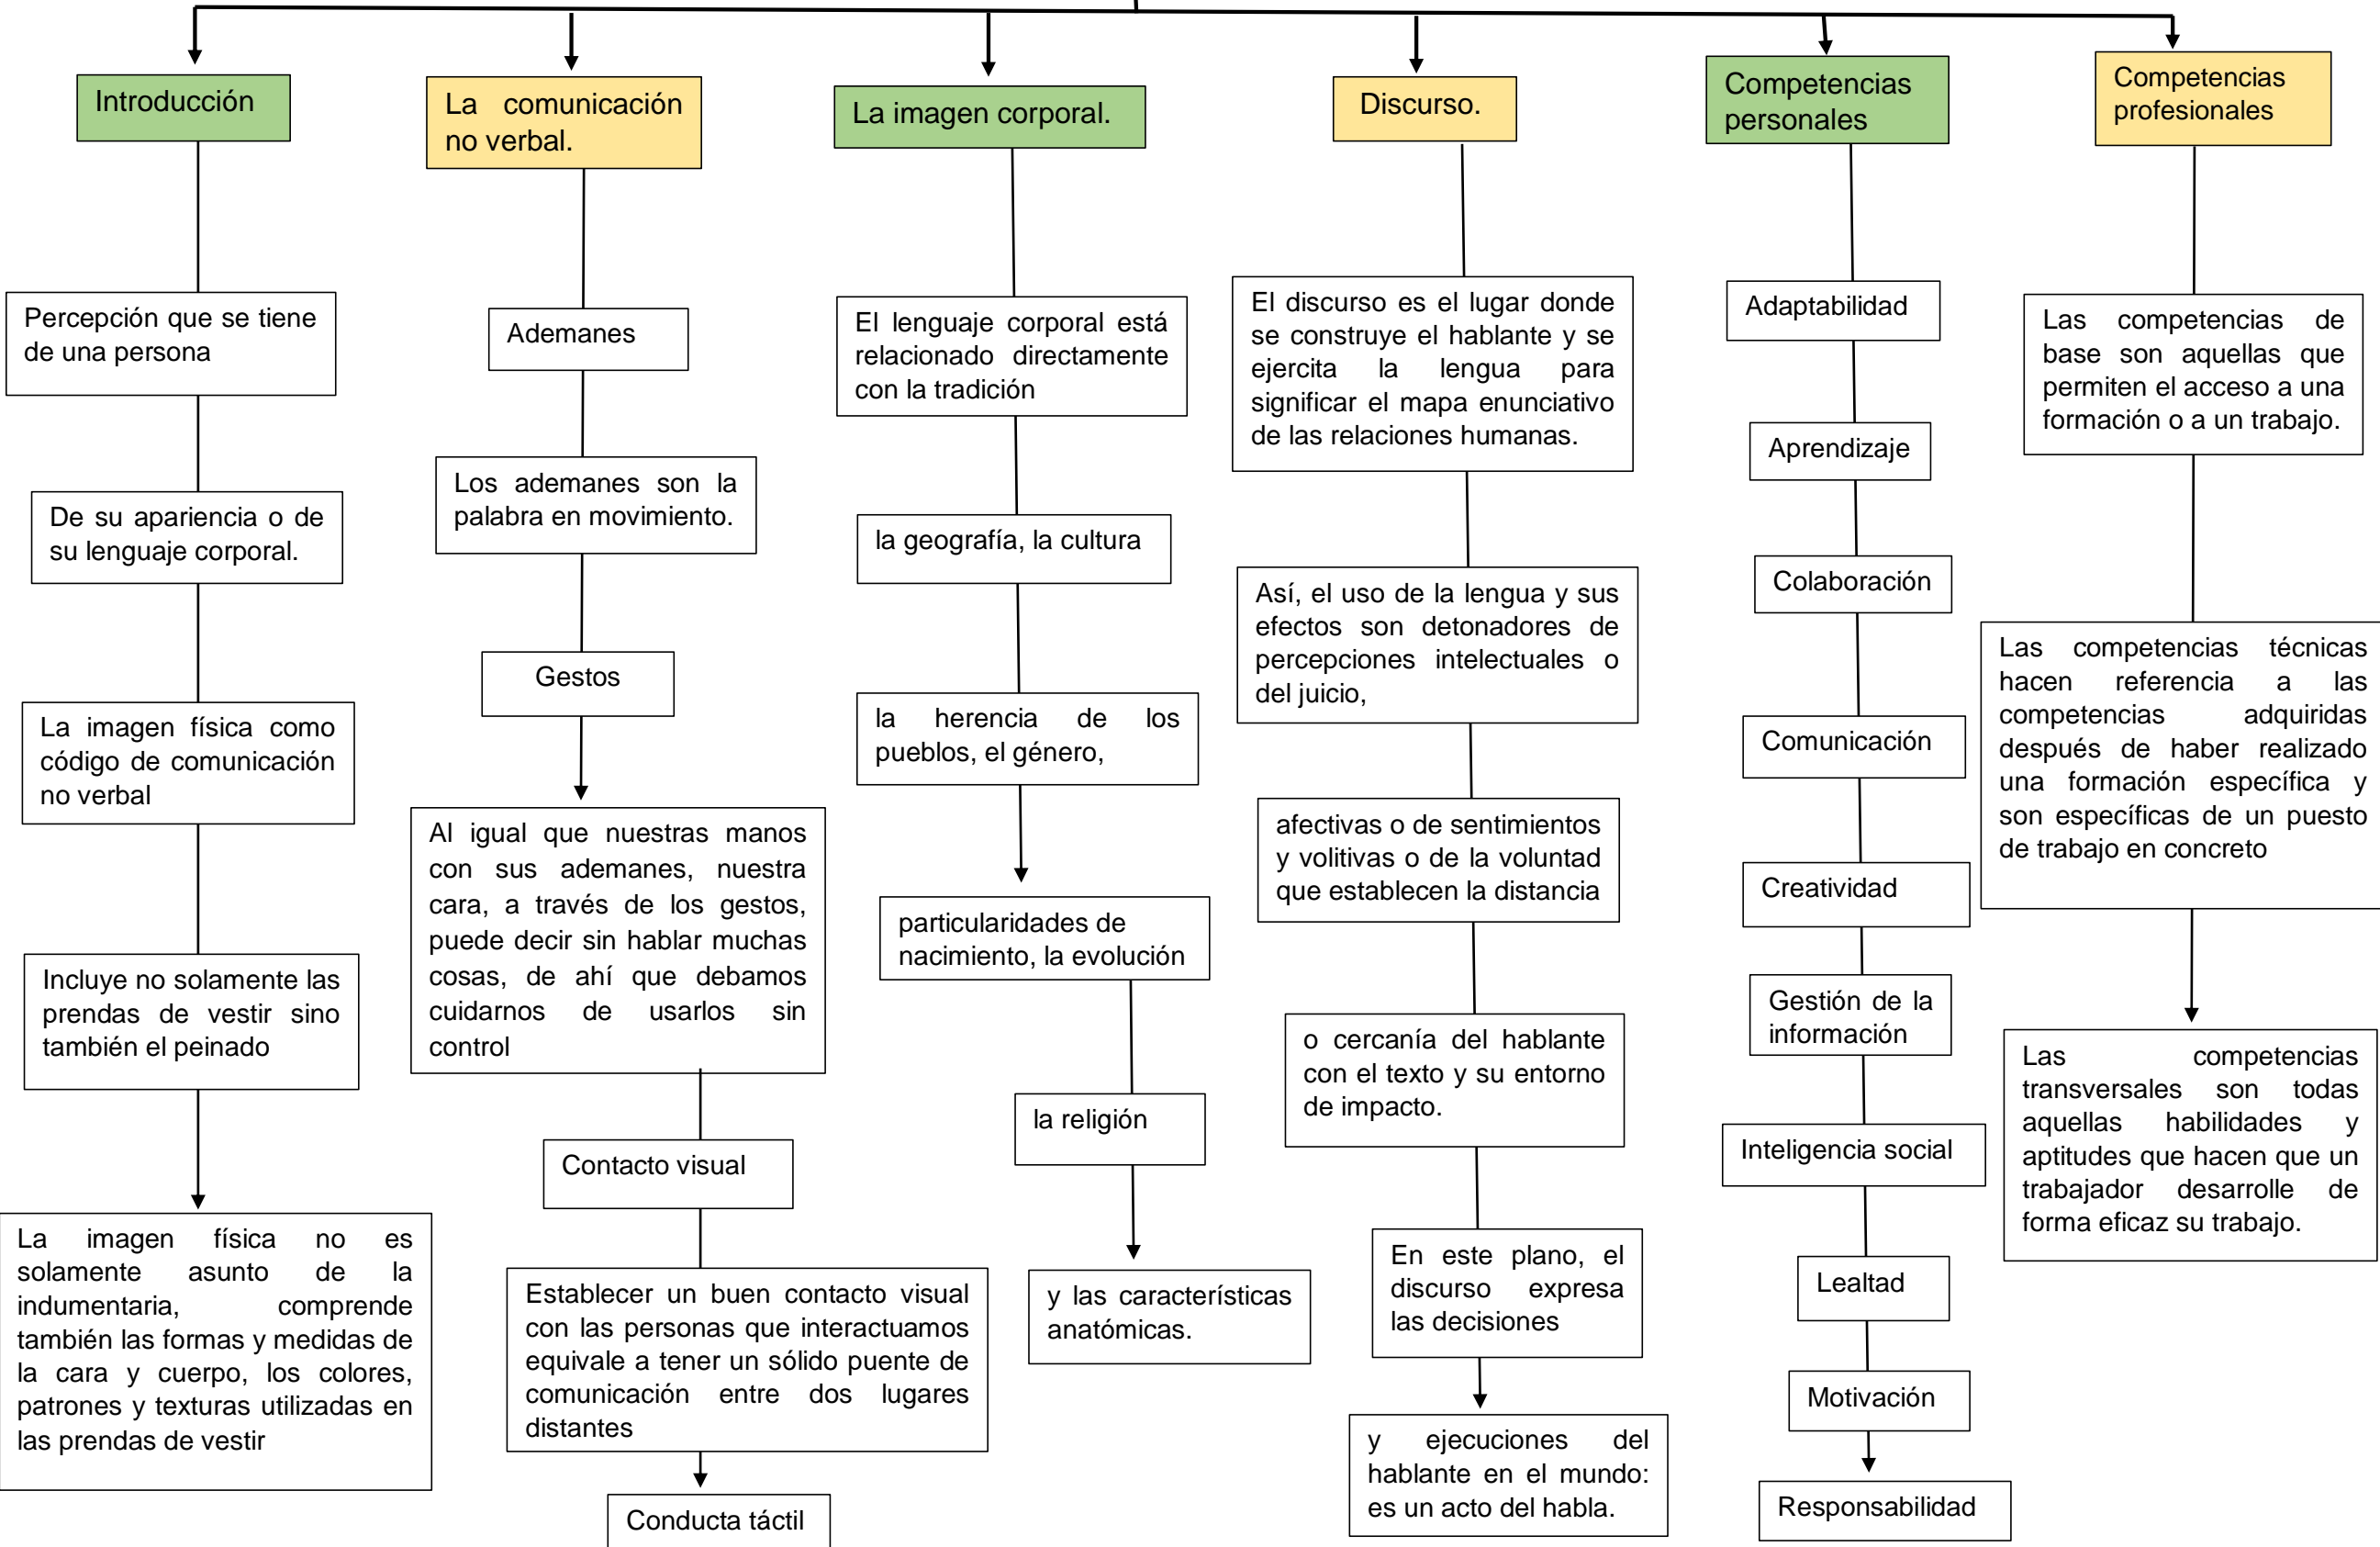 Introducción
Percepción que se tiene
de una persona
De su apariencia o de
su lenguaje corporal.
La imagen física como
código de comunicación
no verbal
Incluye no solamente las
prendas de vestir sino
también el peinado
La imagen física no es
solamente asunto de la
indumentaria, comprende
también las formas y medidas de
la cara y cuerpo, los colores,
patrones y texturas utilizadas en
las prendas de vestir
La comunicación
no verbal.
Ademanes
Los ademanes son la
palabra en movimiento.
Gestos
Al igual que nuestras manos
con sus ademanes, nuestra
cara, a través de los gestos,
puede decir sin hablar muchas
cosas, de ahí que debamos
cuidarnos de usarlos sin
control
Contacto visual
Establecer un buen contacto visual
con las personas que interactuamos
equivale a tener un sólido puente de
comunicación entre dos lugares
distantes
Conducta táctil
La imagen corporal.
El lenguaje corporal está
relacionado directamente
con la tradición
la geografía, la cultura
la herencia de los
pueblos, el género,
particularidades de
nacimiento, la evolución
la religión
y las características
anatómicas.
Discurso.
El discurso es el lugar donde
se construye el hablante y se
ejercita la lengua para
significar el mapa enunciativo
de las relaciones humanas.
Así, el uso de la lengua y sus
efectos son detonadores de
percepciones intelectuales o
del juicio,
afectivas o de sentimientos
y volitivas o de la voluntad
que establecen la distancia
o cercanía del hablante
con el texto y su entorno
de impacto.
En este plano, el
discurso expresa
las decisiones
y ejecuciones del
hablante en el mundo:
es un acto del habla.
Competencias
personales
Adaptabilidad
Aprendizaje
Colaboración
Comunicación
Creatividad
Gestión de la
información
Inteligencia social
Lealtad
Motivación
Responsabilidad
Competencias
profesionales
Las competencias de
base son aquellas que
permiten el acceso a una
formación o a un trabajo.
Las competencias técnicas
hacen referencia a las
competencias adquiridas
después de haber realizado
una formación específica y
son específicas de un puesto
de trabajo en concreto
Las competencias
transversales son todas
aquellas habilidades y
aptitudes que hacen que un
trabajador desarrolle de
forma eficaz su trabajo.